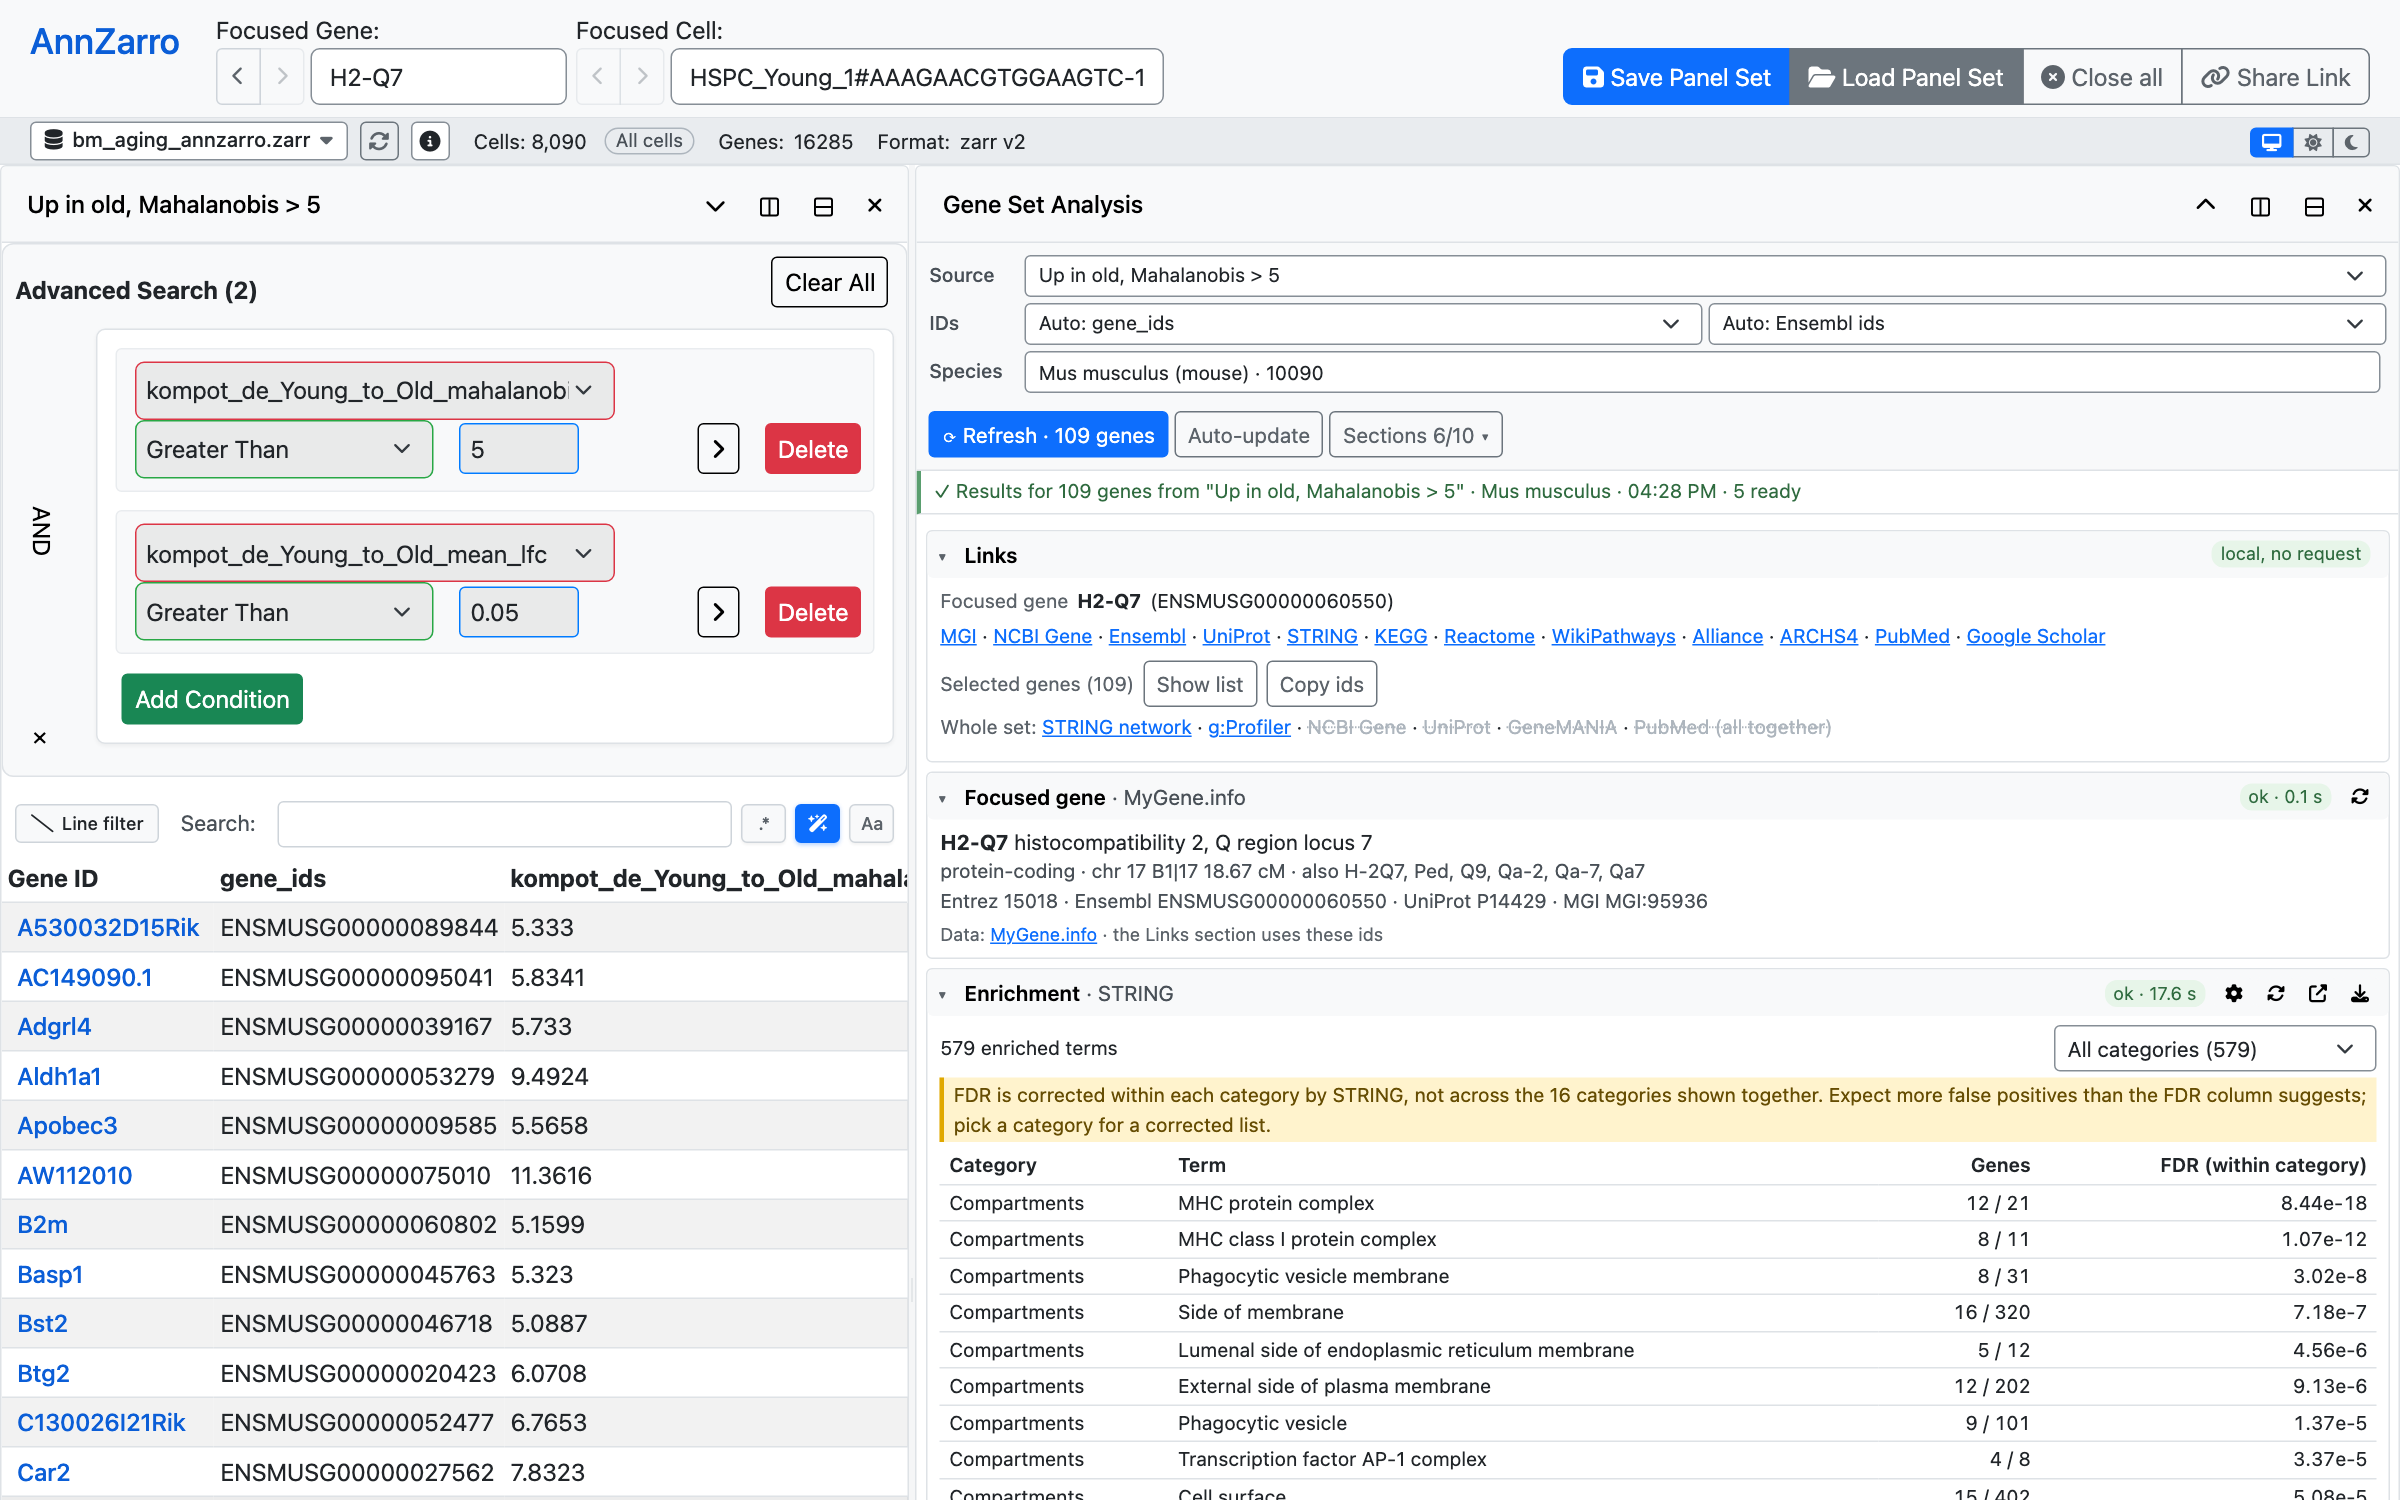 AnnZarro
Focused Gene:
H2-Q7
Focused Cell:
HSPC_Young_1#AAAGAACGTGGAAGTC-1
Save Panel Set
Load Panel Set
Close all
Share Link
bm_aging_annzarro.zarr
Cells: 8,090
All cells
Genes: 16285
Format: zarr v2
Up in old, Mahalanobis > 5
Advanced Search (2)
Clear All
AND
kompot_de_Young_to_Old_mahalanobi
Greater Than
5
Delete
kompot_de_Young_to_Old_mean_lfc
Greater Than
0.05
Delete
Add Condition
Line filter
Search:
.*
Aa
Gene ID gene_ids kompot_de_Young_to_Old_mahala
A530032D15Rik ENSMUSG00000089844 5.333
AC149090.1 ENSMUSG00000095041 5.8341
Adgrl4 ENSMUSG00000039167 5.733
Aldh1a1 ENSMUSG00000053279 9.4924
Apobec3 ENSMUSG00000009585 5.5658
AW112010 ENSMUSG00000075010 11.3616
B2m ENSMUSG00000060802 5.1599
Basp1 ENSMUSG00000045763 5.323
Bst2 ENSMUSG00000046718 5.0887
Btg2 ENSMUSG00000020423 6.0708
C130026I21Rik ENSMUSG00000052477 6.7653
Car2 ENSMUSG00000027562 7.8323
Gene Set Analysis
Source Up in old, Mahalanobis > 5
IDs Auto: gene_ids Auto: Ensembl ids
Species Mus musculus (mouse) · 10090
⟳ Refresh · 109 genes
Auto-update
Sections 6/10 ▾
✓ Results for 109 genes from "Up in old, Mahalanobis > 5" · Mus musculus · 04:28 PM · 5 ready
▾ Links local, no request
Focused gene H2-Q7 (ENSMUSG00000060550)
MGI · NCBI Gene · Ensembl · UniProt · STRING · KEGG · Reactome · WikiPathways · Alliance · ARCHS4 · PubMed · Google Scholar
Selected genes (109) Show list Copy ids
Whole set: STRING network · g:Profiler · NCBI Gene · UniProt · GeneMANIA · PubMed (all together)
▾ Focused gene · MyGene.info ok · 0.1 s
H2-Q7 histocompatibility 2, Q region locus 7
protein-coding · chr 17 B1|17 18.67 cM · also H-2Q7, Ped, Q9, Qa-2, Qa-7, Qa7
Entrez 15018 · Ensembl ENSMUSG00000060550 · UniProt P14429 · MGI MGI:95936
Data: MyGene.info · the Links section uses these ids
▾ Enrichment · STRING ok · 17.6 s
579 enriched terms
All categories (579)
FDR is corrected within each category by STRING, not across the 16 categories shown together. Expect more false positives than the FDR column suggests;
pick a category for a corrected list.
Category Term Genes FDR (within category)
Compartments MHC protein complex 12 / 21 8.44e-18
Compartments MHC class I protein complex 8 / 11 1.07e-12
Compartments Phagocytic vesicle membrane 8 / 31 3.02e-8
Compartments Side of membrane 16 / 320 7.18e-7
Compartments Lumenal side of endoplasmic reticulum membrane 5 / 12 4.56e-6
Compartments External side of plasma membrane 12 / 202 9.13e-6
Compartments Phagocytic vesicle 9 / 101 1.37e-5
Compartments Transcription factor AP-1 complex 4 / 8 3.37e-5
Compartments Cell surface 15 / 402 5.08e-5